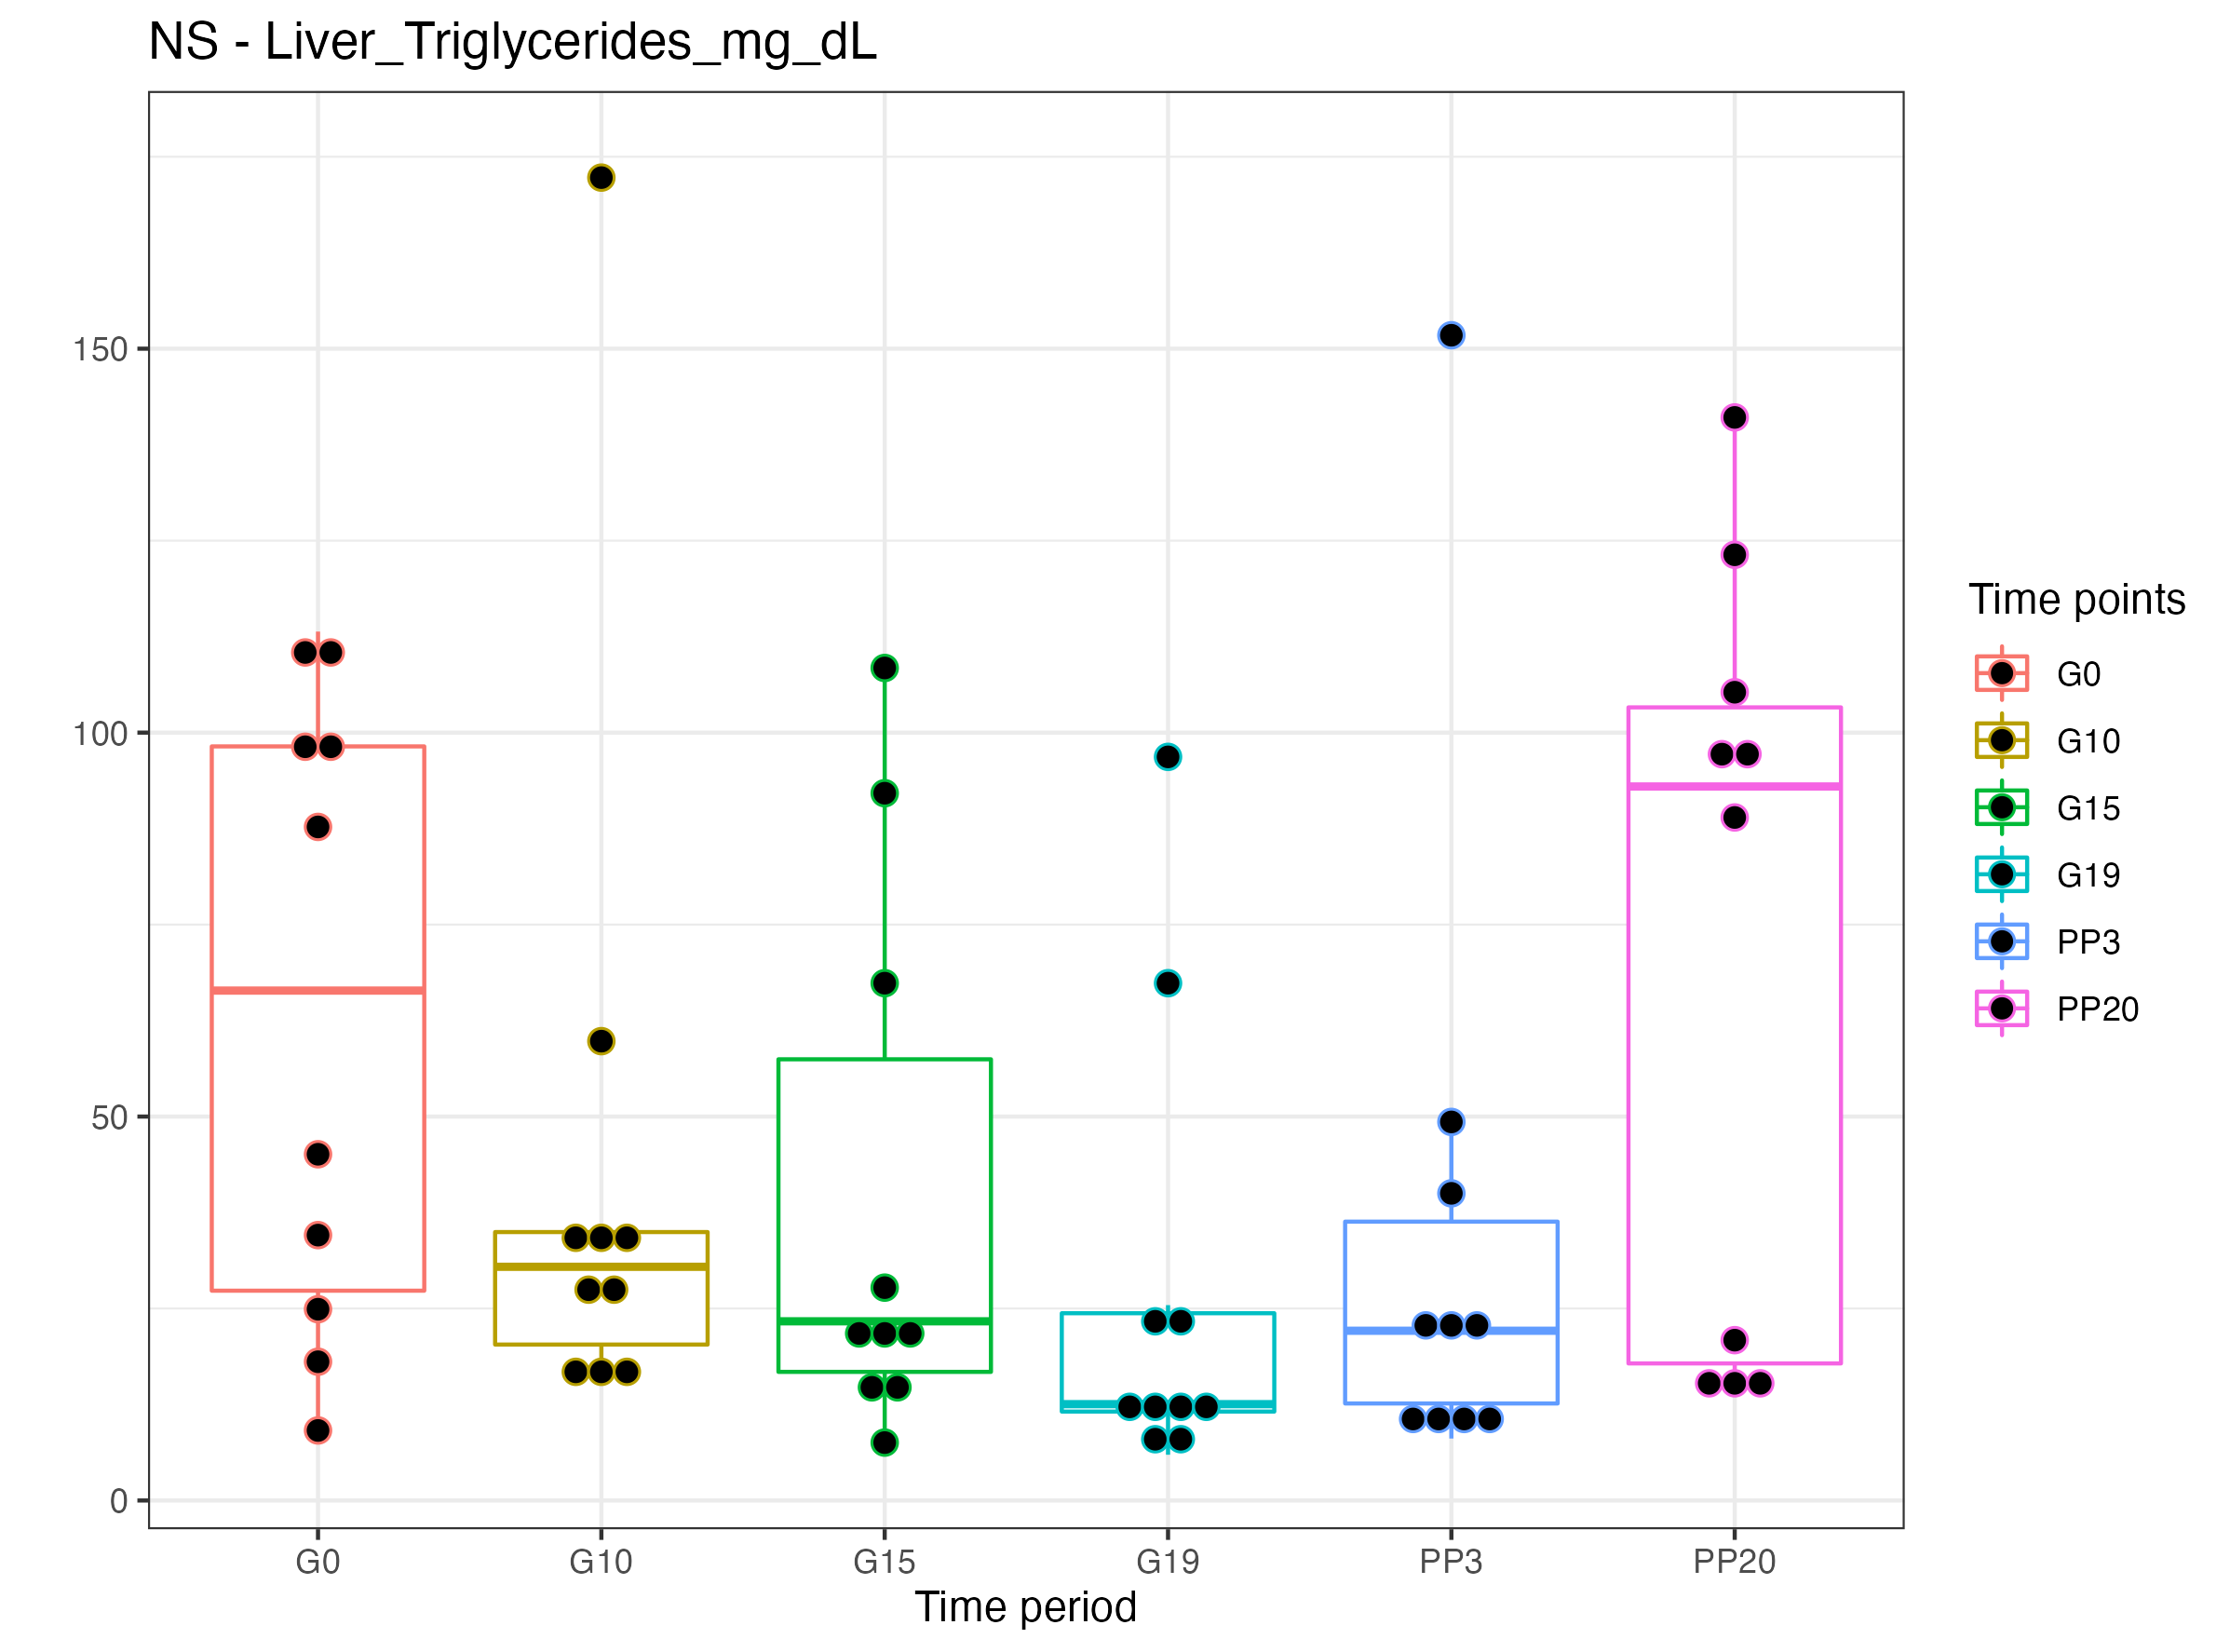 NS - Liver_Triglycerides_mg_dL
150
100
50
0
G0 G10 G15 G19 PP3 PP20
Time period
Time points
G0
G10
G15
G19
PP3
PP20